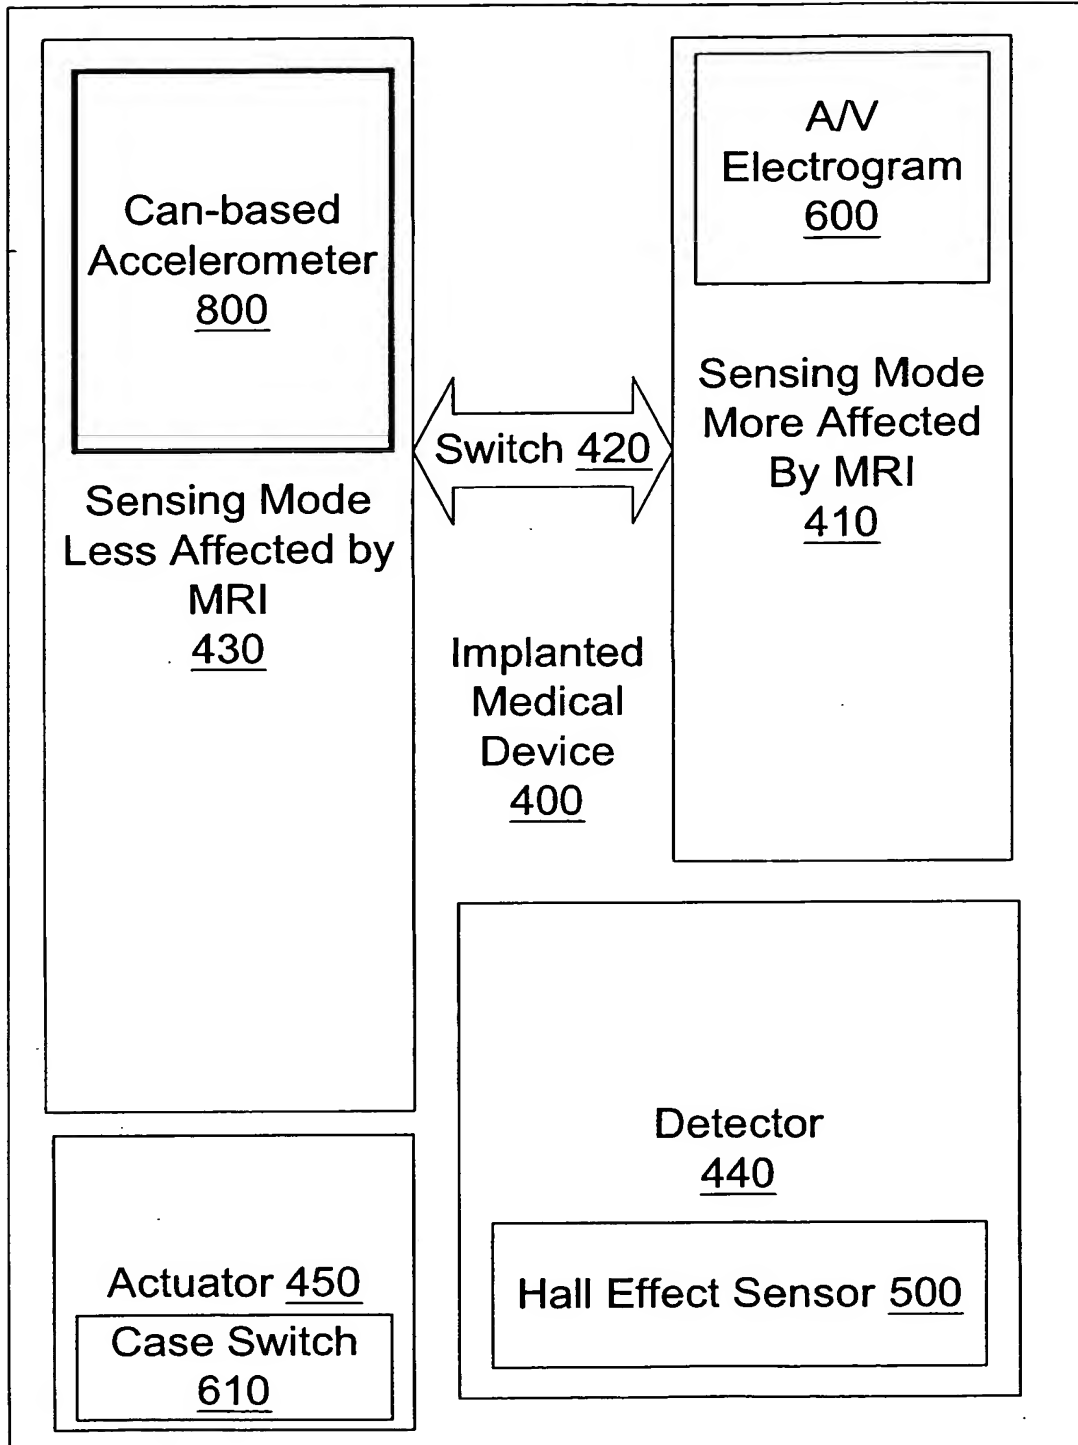 Can-based
Accelerometer
800
Sensing Mode
Less Affected by
MRI
430
Switch 420
A/V
Electrogram
600
Sensing Mode
More Affected
By MRI
410
Implanted
Medical
Device
400
Detector
440
Hall Effect Sensor 500
Actuator 450
Case Switch
610